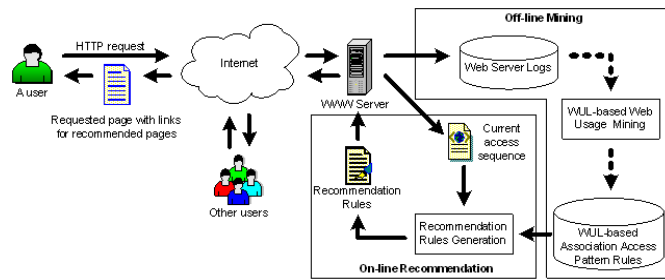 Off-line Mining
HTTP request
A user
Requested page with links
for recommended pages
Internet
WWW Server
Web Server Logs
WUL-based Web
Usage Mining
Current
access
sequence
Other users
Recommendation
Rules
Recommendation
Rules Generation
WUL-based
Association Access
Pattern Rules
On-line Recommendation